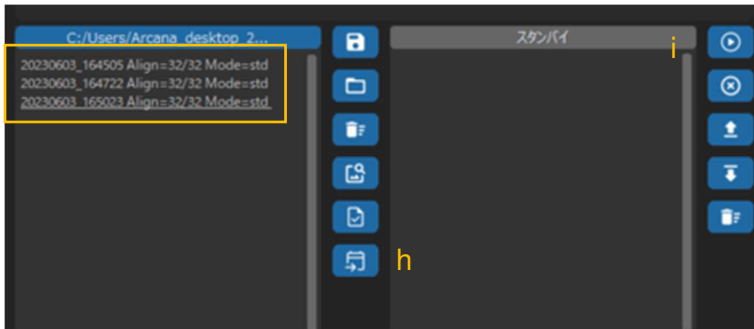 C:/Users/Arcana_desktop_2...
20230603_164505 Align=32/32 Mode=std
20230603_164722 Align=32/32 Mode=std
20230603_165023 Align=32/32 Mode=std
スタンバイ
i
h